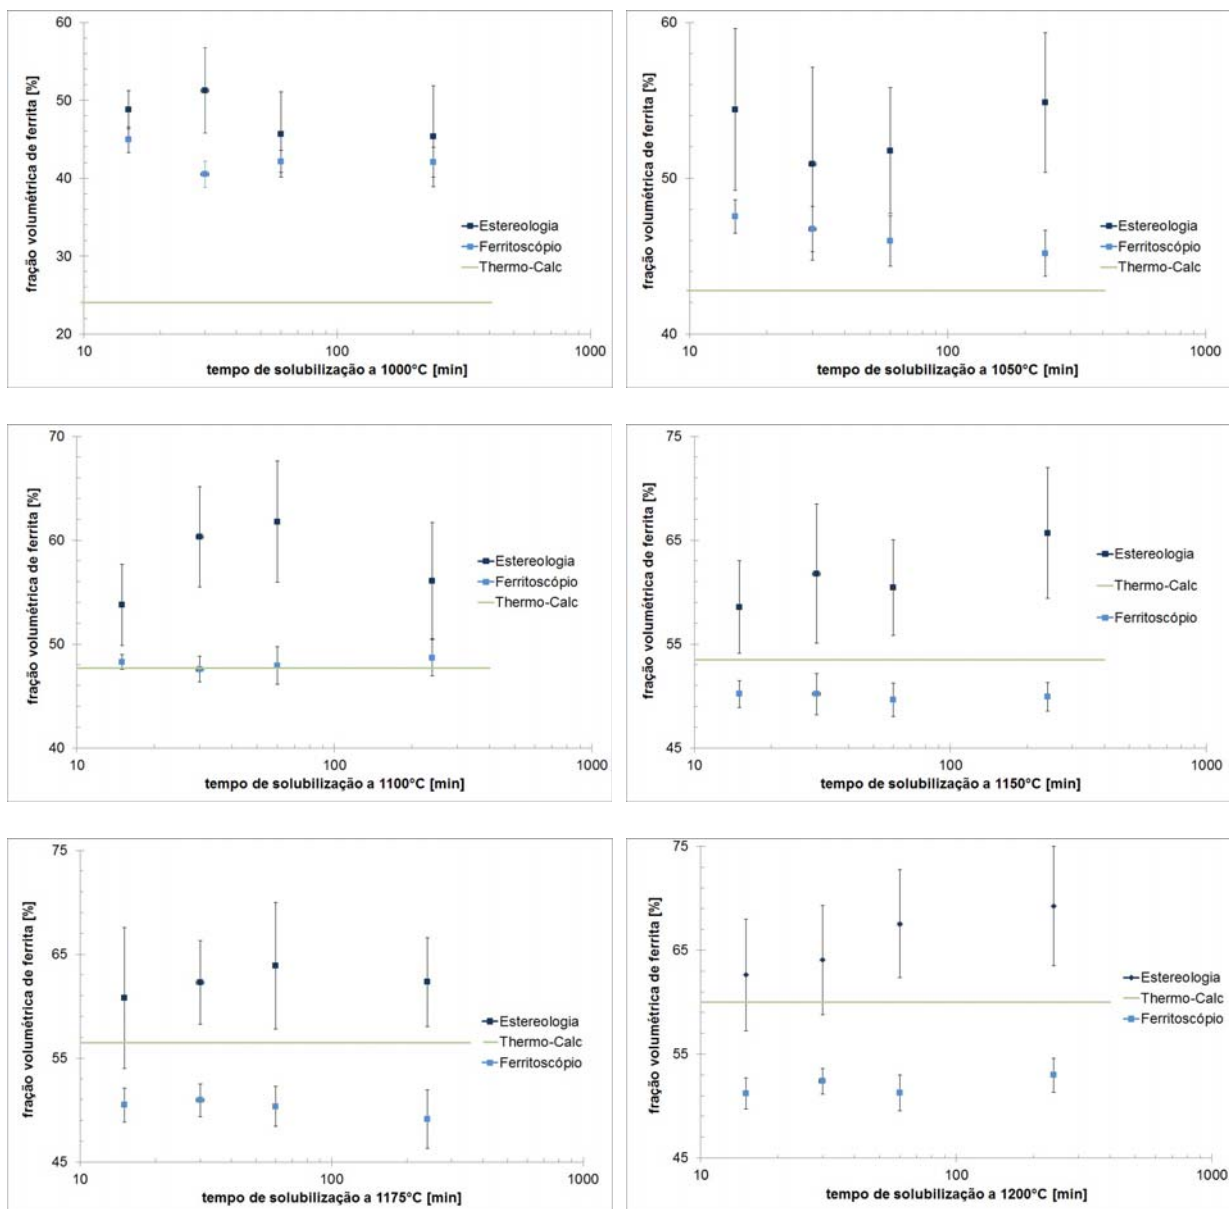 60
50
40
30
20
fração volumétrica de ferrita [%]
Estereologia
Ferritoscópio
Thermo-Calc
10
100
1000
tempo de solubilização a 1000°C [min]
60
50
40
fração volumétrica de ferrita [%]
Estereologia
Ferritoscópio
Thermo-Calc
10
100
1000
tempo de solubilização a 1050°C [min]
70
60
50
40
fração volumétrica de ferrita [%]
Estereologia
Ferritoscópio
Thermo-Calc
10
100
1000
tempo de solubilização a 1100°C [min]
75
65
55
45
fração volumétrica de ferrita [%]
Estereologia
Thermo-Calc
Ferritoscópio
10
100
1000
tempo de solubilização a 1150°C [min]
75
65
55
45
fração volumétrica de ferrita [%]
Estereologia
Thermo-Calc
Ferritoscópio
10
100
1000
tempo de solubilização a 1175°C [min]
75
65
55
45
fração volumétrica de ferrita [%]
Estereologia
Thermo-Calc
Ferritoscópio
10
100
1000
tempo de solubilização a 1200°C [min]